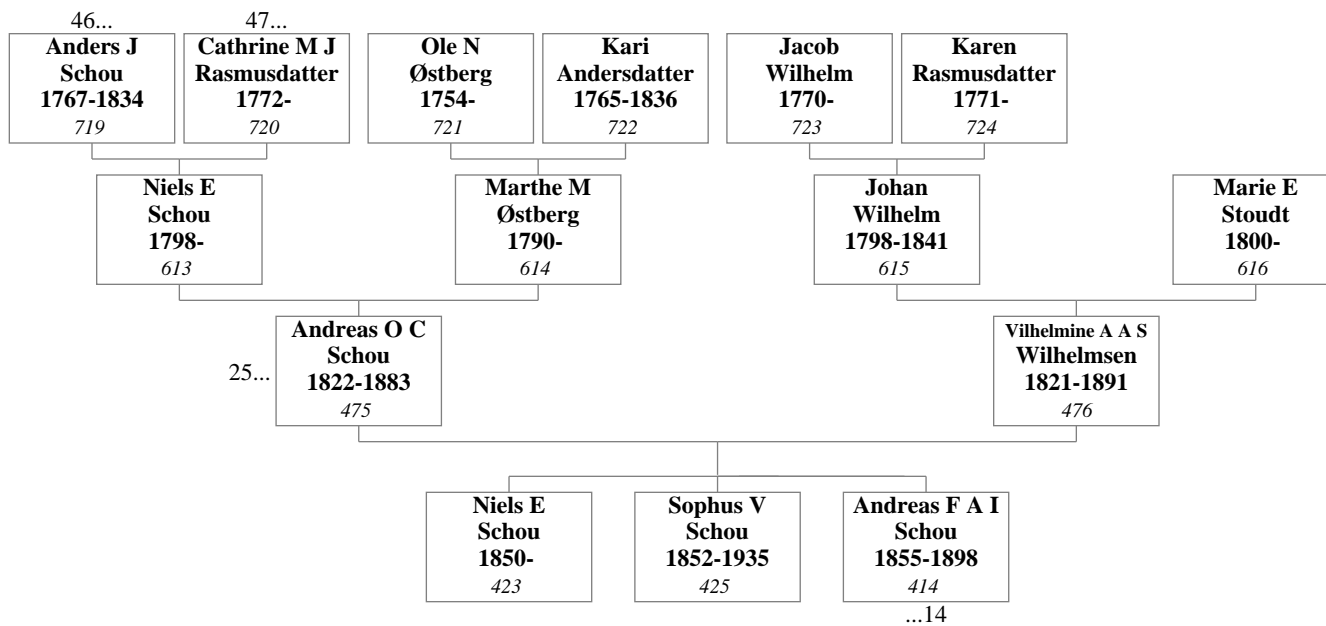 46...
47...
Anders J
Schou
1767-1834
719
Cathrine M J
Rasmusdatter
1772-
720
Ole N
Østberg
1754-
721
Kari
Andersdatter
1765-1836
722
Jacob
Wilhelm
1770-
723
Karen
Rasmusdatter
1771-
724
Niels E
Schou
1798-
613
Marthe M
Østberg
1790-
614
Johan
Wilhelm
1798-1841
615
Marie E
Stoudt
1800-
616
25...
Andreas O C
Schou
1822-1883
475
Vilhelmine A A S
Wilhelmsen
1821-1891
476
Niels E
Schou
1850-
423
Sophus V
Schou
1852-1935
425
Andreas F A I
Schou
1855-1898
414
...14